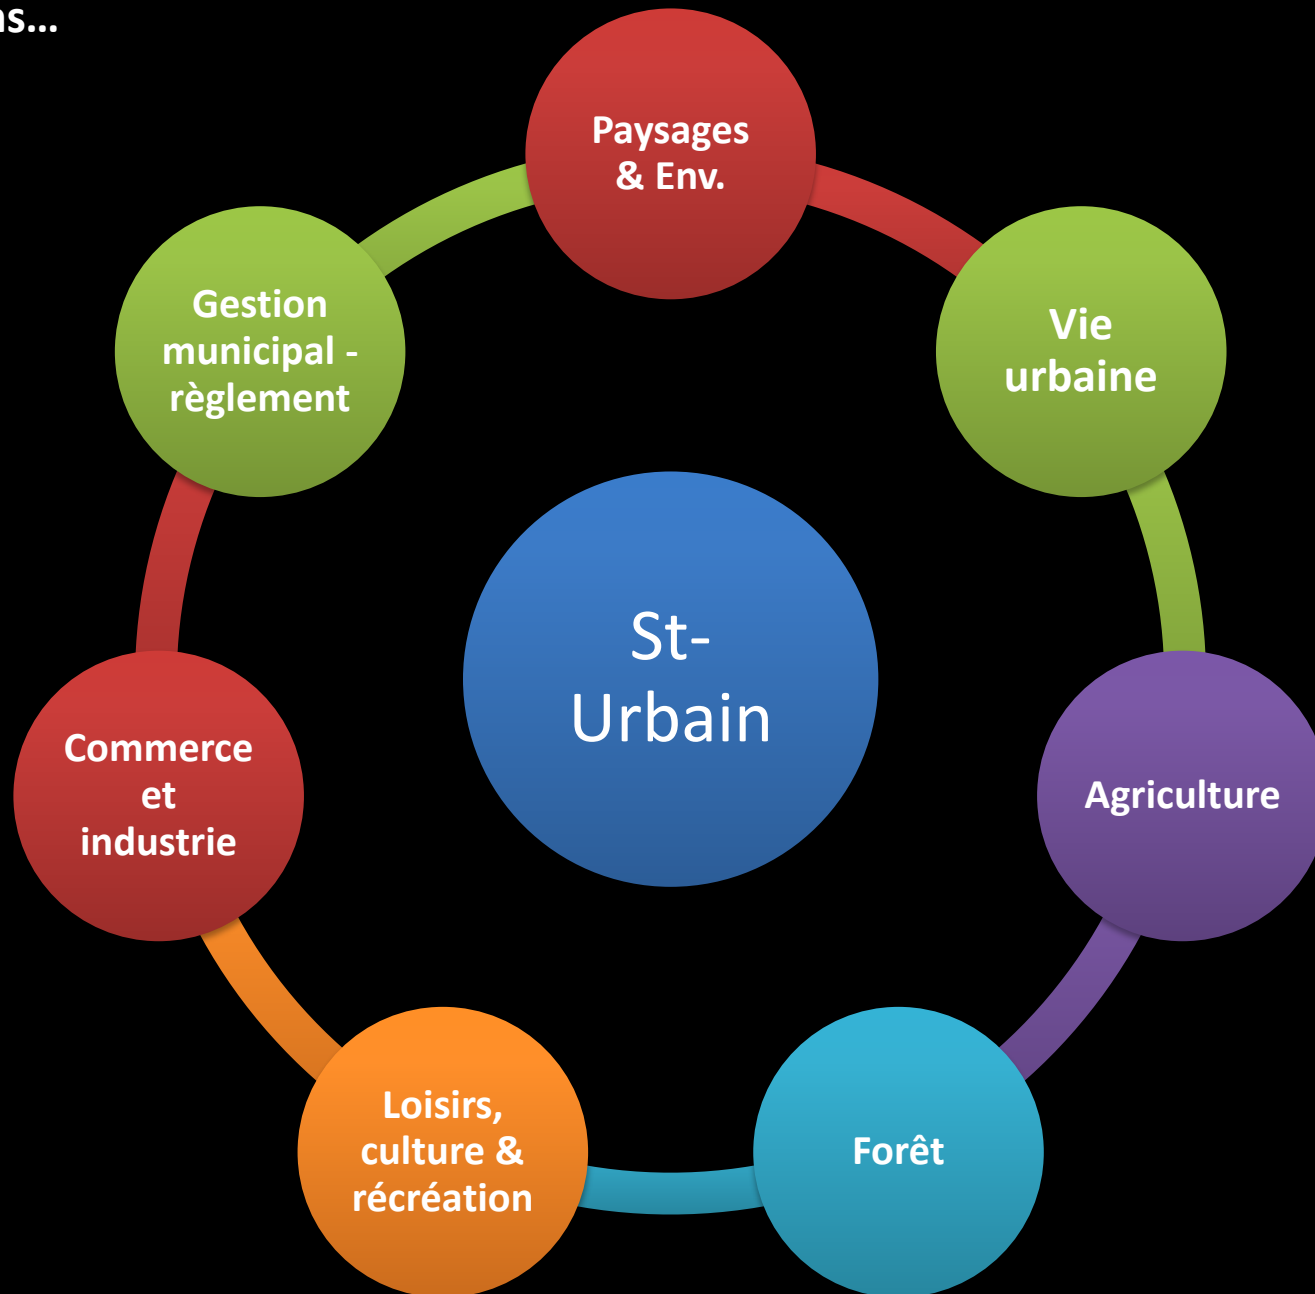 Paysages
& Env.
Vie
urbaine
Agriculture
Forêt
Loisirs,
culture &
récréation
Commerce
et
industrie
Gestion
municipal -
règlement
St-
Urbain